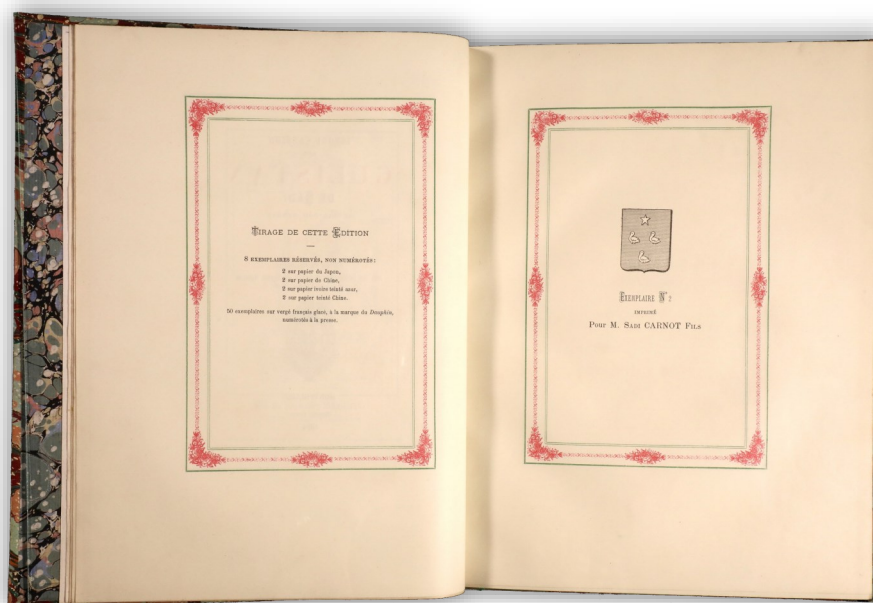 TIRAGE DE CETTE ÉDITION
8 EXEMPLAIRES RÉSERVÉS, NON NUMÉROTÉS:
2 sur papier du Japon,
2 sur papier de Chine,
2 sur papier ivoire teinté azur,
2 sur papier teinté Chine.
50 exemplaires sur vergé français glacé, à la marque du Dauphin,
numérotés à la presse.
EXEMPLAIRE N° 2
IMPRIMÉ
POUR M. SADI CARNOT FILS